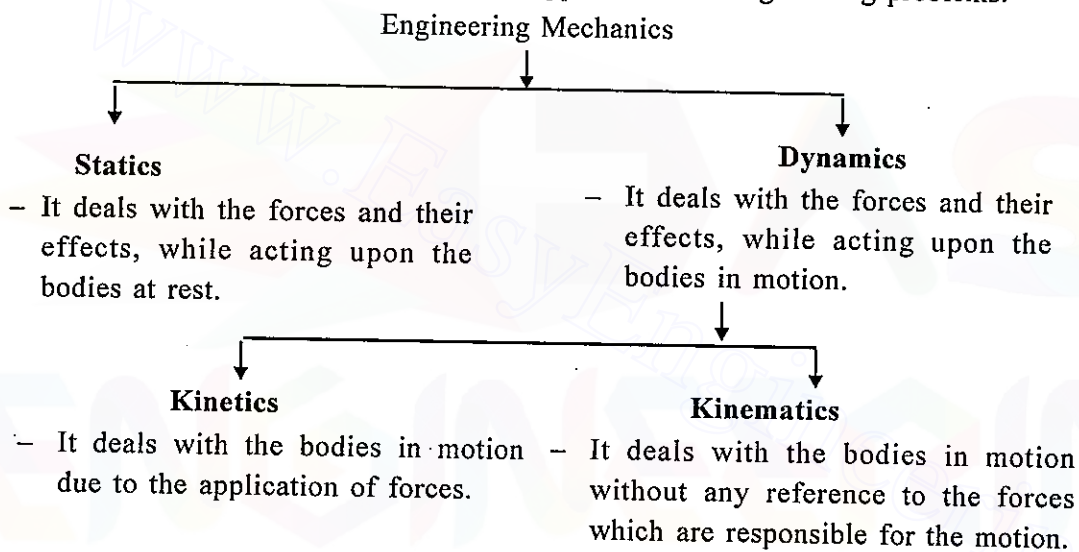 problems.
Engineering Mechanics
Statics
– It deals with the forces and their
effects, while acting upon the
bodies at rest.
Dynamics
– It deals with the forces and their
effects, while acting upon the
bodies in motion.
Kinetics
– It deals with the bodies in motion
due to the application of forces.
Kinematics
– It deals with the bodies in motion
without any reference to the forces
which are responsible for the motion.
www.EasyEngineeri